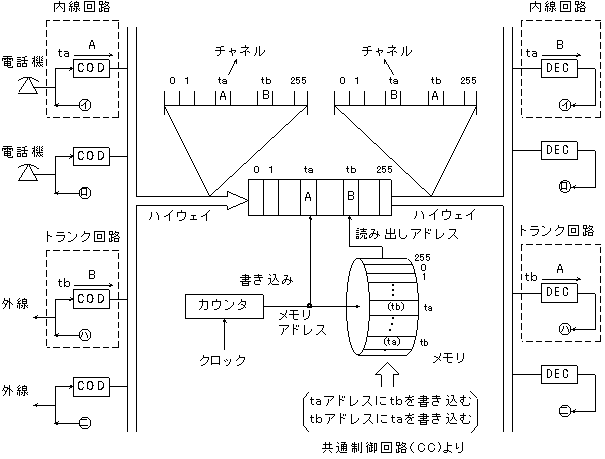 内線回路
ta A
電話機
COD
イ
電話機
COD
ロ
トランク回路
tb B
COD
外線
ハ
COD
外線
ニ
チャネル
0 1 ta tb 255
A B
チャネル
0 1 ta tb 255
B A
0 1 ta tb 255
A B
ハイウェイ
ハイウェイ
読み出しアドレス
書き込み
カウンタ
メモリ
アドレス
クロック
255
0
1
(tb) ta
(ta) tb
メモリ
taアドレスにtbを書き込む
tbアドレスにtaを書き込む
共通制御回路(CC)より
内線回路
ta B
DEC
イ
DEC
ロ
トランク回路
tb A
DEC
ハ
DEC
ニ